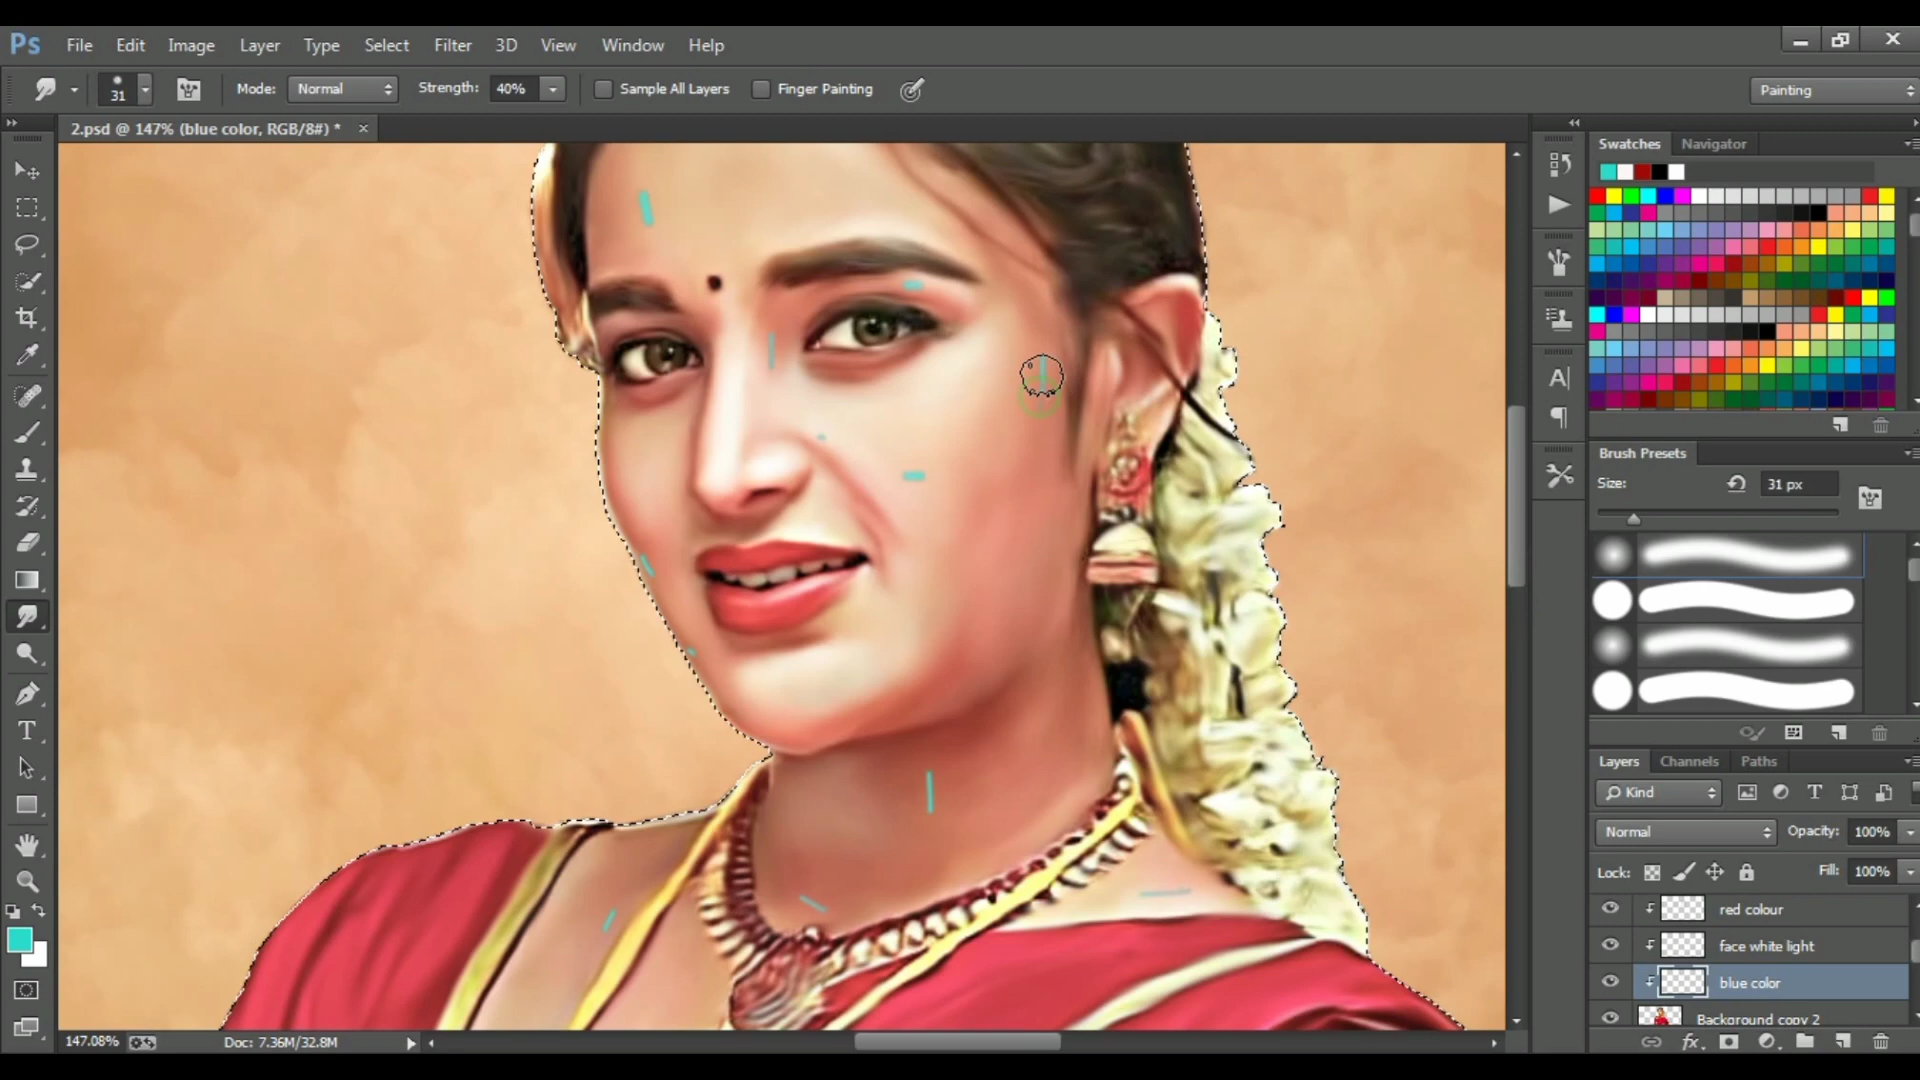 Ps File Edit Image Layer Type Select Filter 3D View Window Help
31 Mode: Normal Strength: 40% Sample All Layers Finger Painting Painting
2.psd @ 147% (blue color, RGB/8#) * ×
Swatches Navigator
Brush Presets
Size: 31 px
Layers Channels Paths
Kind
Normal Opacity: 100%
Lock: Fill: 100%
red colour
face white light
blue color
Background copy 2
147.08% Doc: 7.36M/32.8M